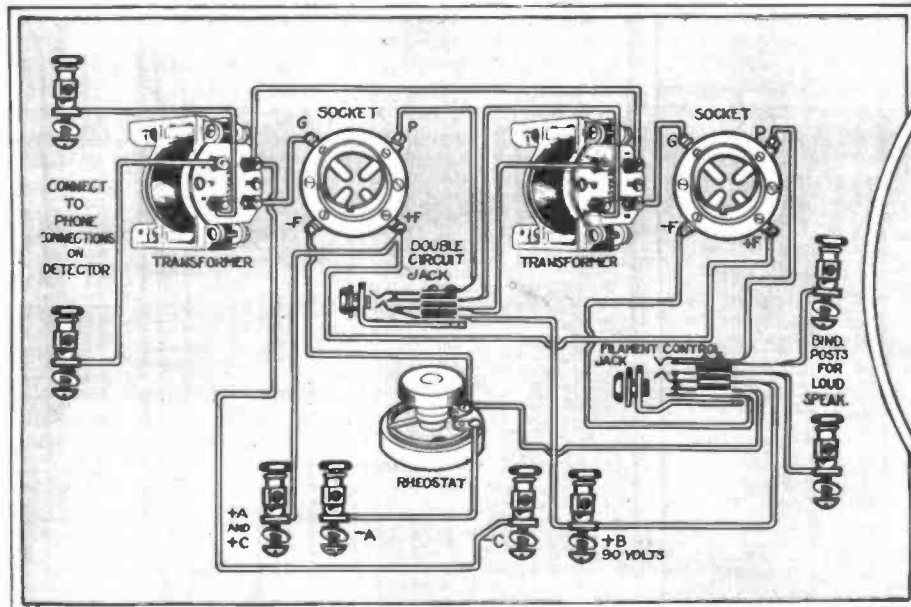 SOCKET
SOCKET
G
P
G
P
CONNECT
TO
PHONE
CONNECTIONS
ON
DETECTOR
-F
+F
-F
+F
TRANSFORMER
DOUBLE
CIRCUIT
JACK
TRANSFORMER
FILAMENT CONTROL
JACK
BIND.
POSTS
FOR
LOUD
SPEAK.
RHEOSTAT
+A
AND
+C
-A
-C
+B
90 VOLTS